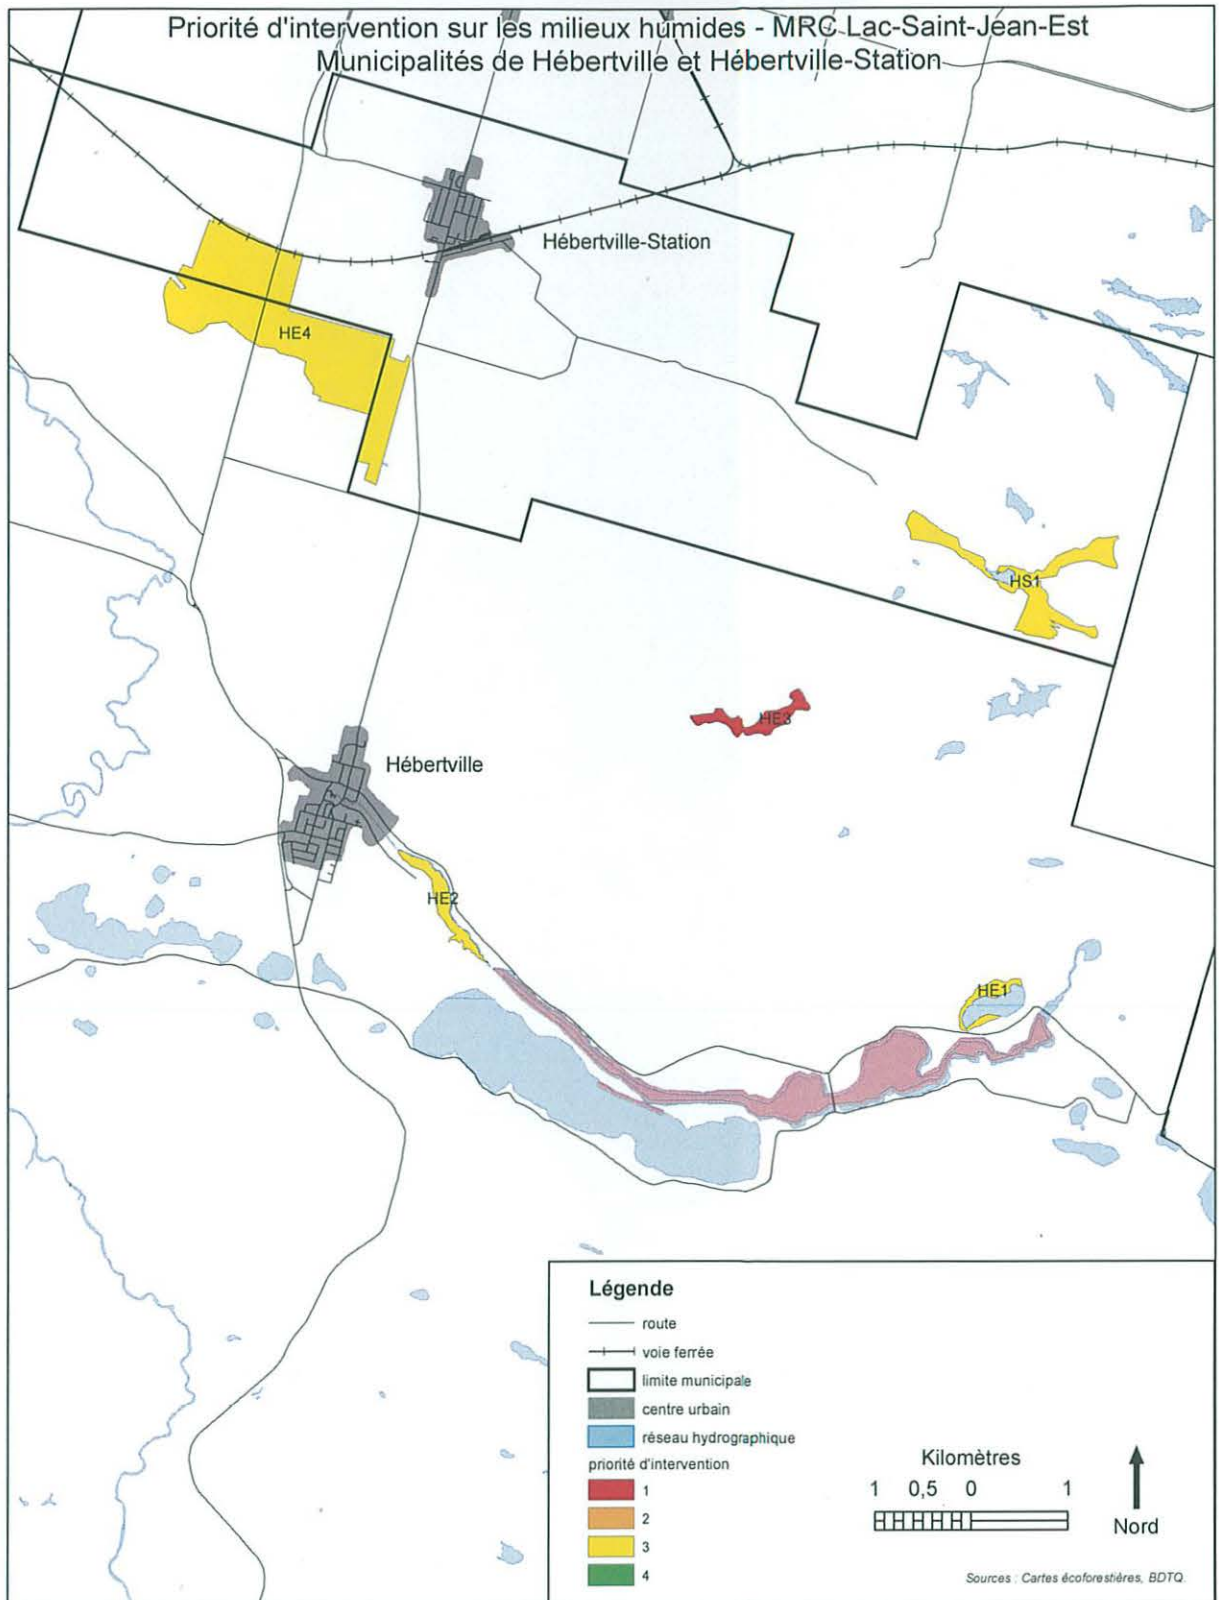 Priorité d'intervention sur les milieux humides - MRC Lac-Saint-Jean-Est
Municipalités de Hébertville et Hébertville-Station
Hébertville-Station
HE4
HS1
HE3
Hébertville
HE2
HE1
Légende
route
voie ferrée
limite municipale
centre urbain
réseau hydrographique
priorité d'intervention
1
2
3
4
Kilomètres
1 0,5 0 1
Nord
Sources : Cartes écoforestières, BDTQ.